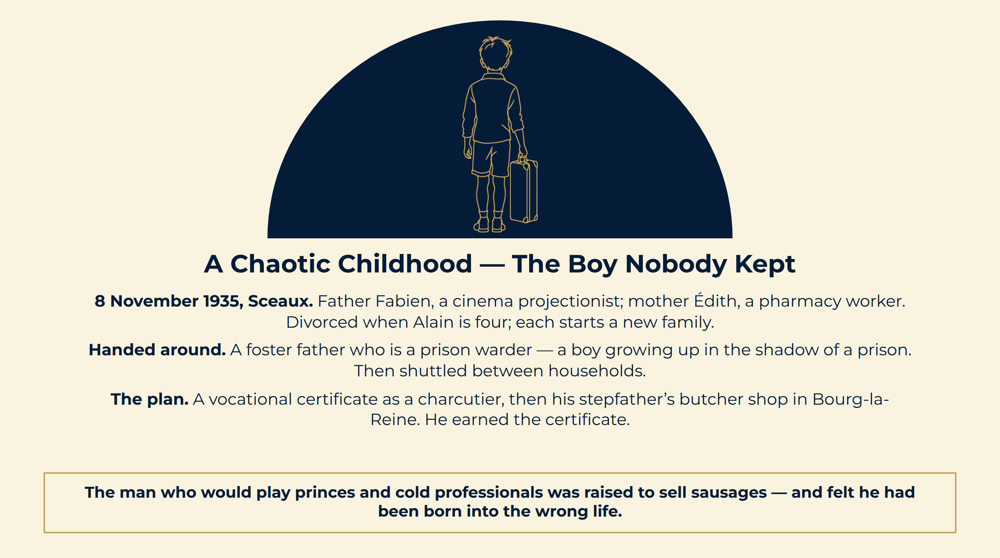 A Chaotic Childhood — The Boy Nobody Kept
8 November 1935, Sceaux. Father Fabien, a cinema projectionist; mother Édith, a pharmacy worker.
Divorced when Alain is four; each starts a new family.
Handed around. A foster father who is a prison warder — a boy growing up in the shadow of a prison.
Then shuttled between households.
The plan. A vocational certificate as a charcutier, then his stepfather’s butcher shop in Bourg-la-
Reine. He earned the certificate.
The man who would play princes and cold professionals was raised to sell sausages — and felt he had
been born into the wrong life.